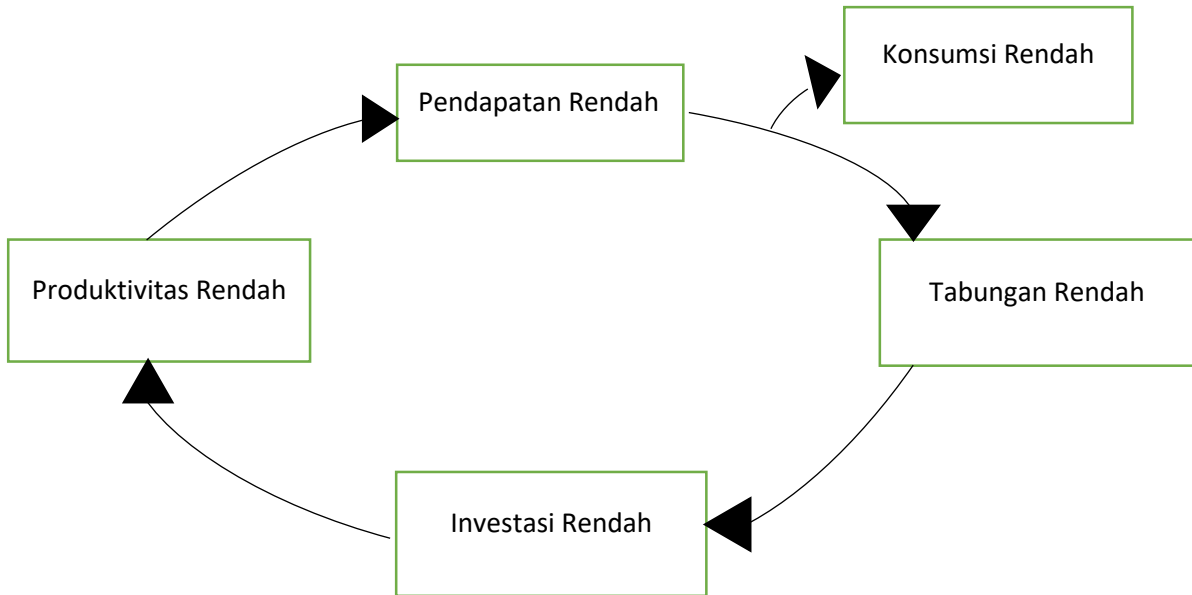 Konsumsi Rendah
Pendapatan Rendah
Produktivitas Rendah
Tabungan Rendah
Investasi Rendah